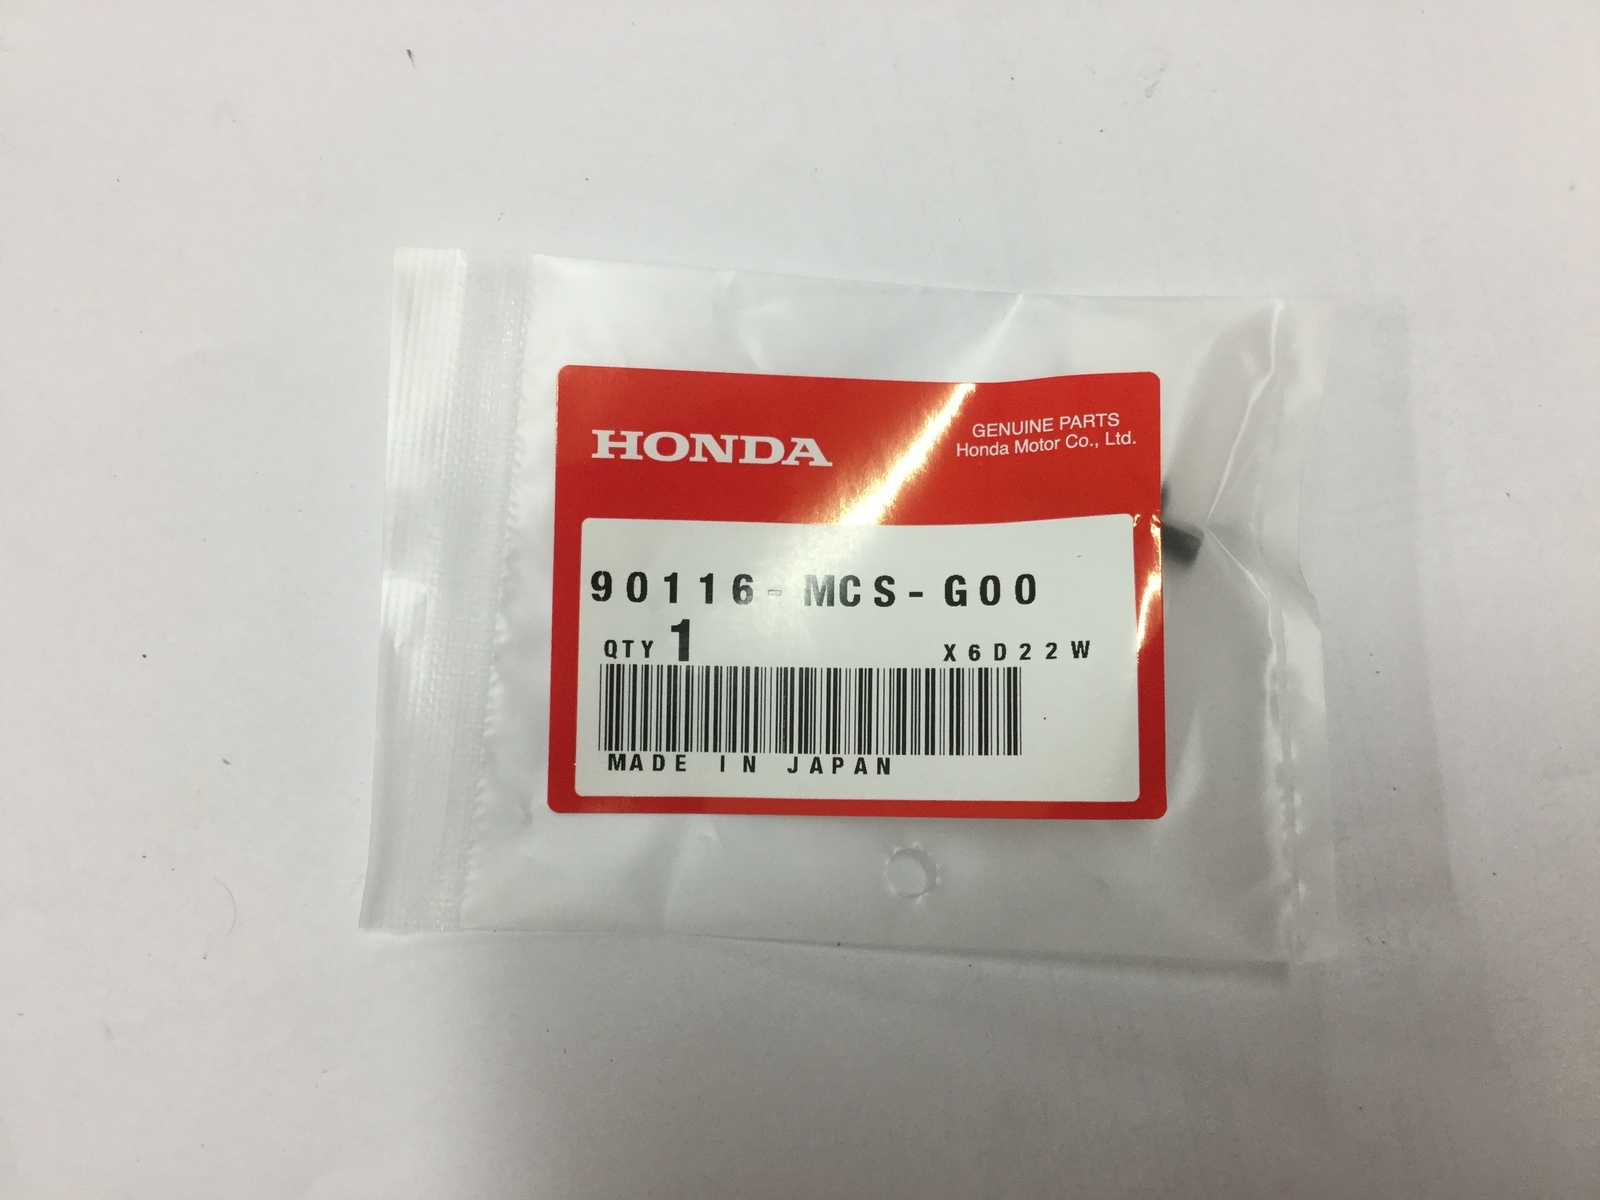 HONDA
GENUINE PARTS
Honda Motor Co., Ltd.
90116-MCS-G00
QTY 1 X6D22W
MADE IN JAPAN